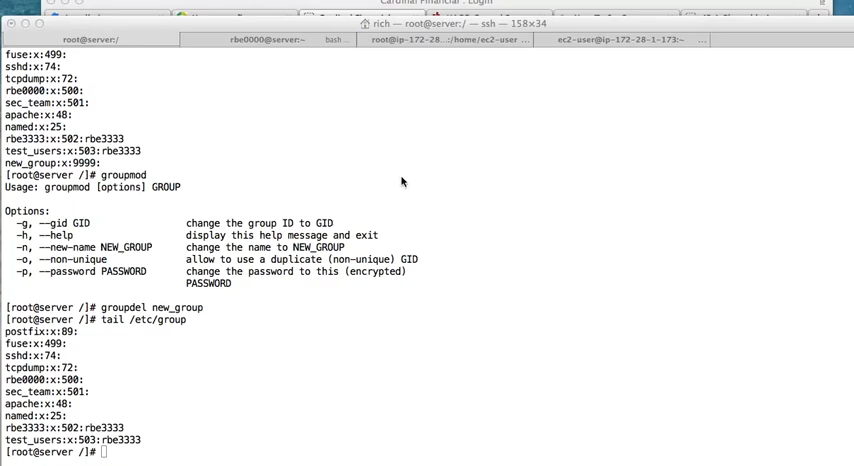 Cardinal Financial : Login
rich — root@server:/ — ssh — 158×34
root@server:/
rbe0000@server:~ bash...
root@ip-172-28...:/home/ec2-user ...
ec2-user@ip-172-28-1-173:~ ...
fuse:x:499:
sshd:x:74:
tcpdump:x:72:
rbe0000:x:500:
sec_team:x:501:
apache:x:48:
named:x:25:
rbe3333:x:502:rbe3333
test_users:x:503:rbe3333
new_group:x:9999:
[root@server /]# groupmod
Usage: groupmod [options] GROUP
Options:
-g, --gid GID change the group ID to GID
-h, --help display this help message and exit
-n, --new-name NEW_GROUP change the name to NEW_GROUP
-o, --non-unique allow to use a duplicate (non-unique) GID
-p, --password PASSWORD change the password to this (encrypted)
PASSWORD
[root@server /]# groupdel new_group
[root@server /]# tail /etc/group
postfix:x:89:
fuse:x:499:
sshd:x:74:
tcpdump:x:72:
rbe0000:x:500:
sec_team:x:501:
apache:x:48:
named:x:25:
rbe3333:x:502:rbe3333
test_users:x:503:rbe3333
[root@server /]#